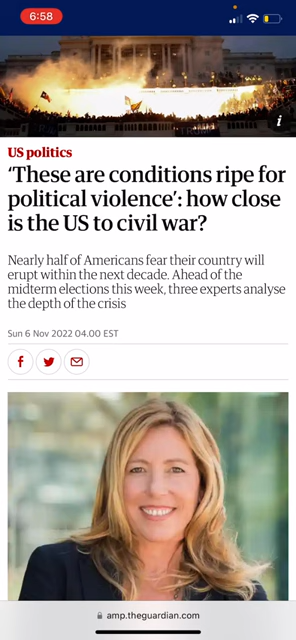 6:58
i
US politics
‘These are conditions ripe for
political violence’: how close
is the US to civil war?
Nearly half of Americans fear their country will
erupt within the next decade. Ahead of the
midterm elections this week, three experts analyse
the depth of the crisis
Sun 6 Nov 2022 04.00 EST
amp.theguardian.com